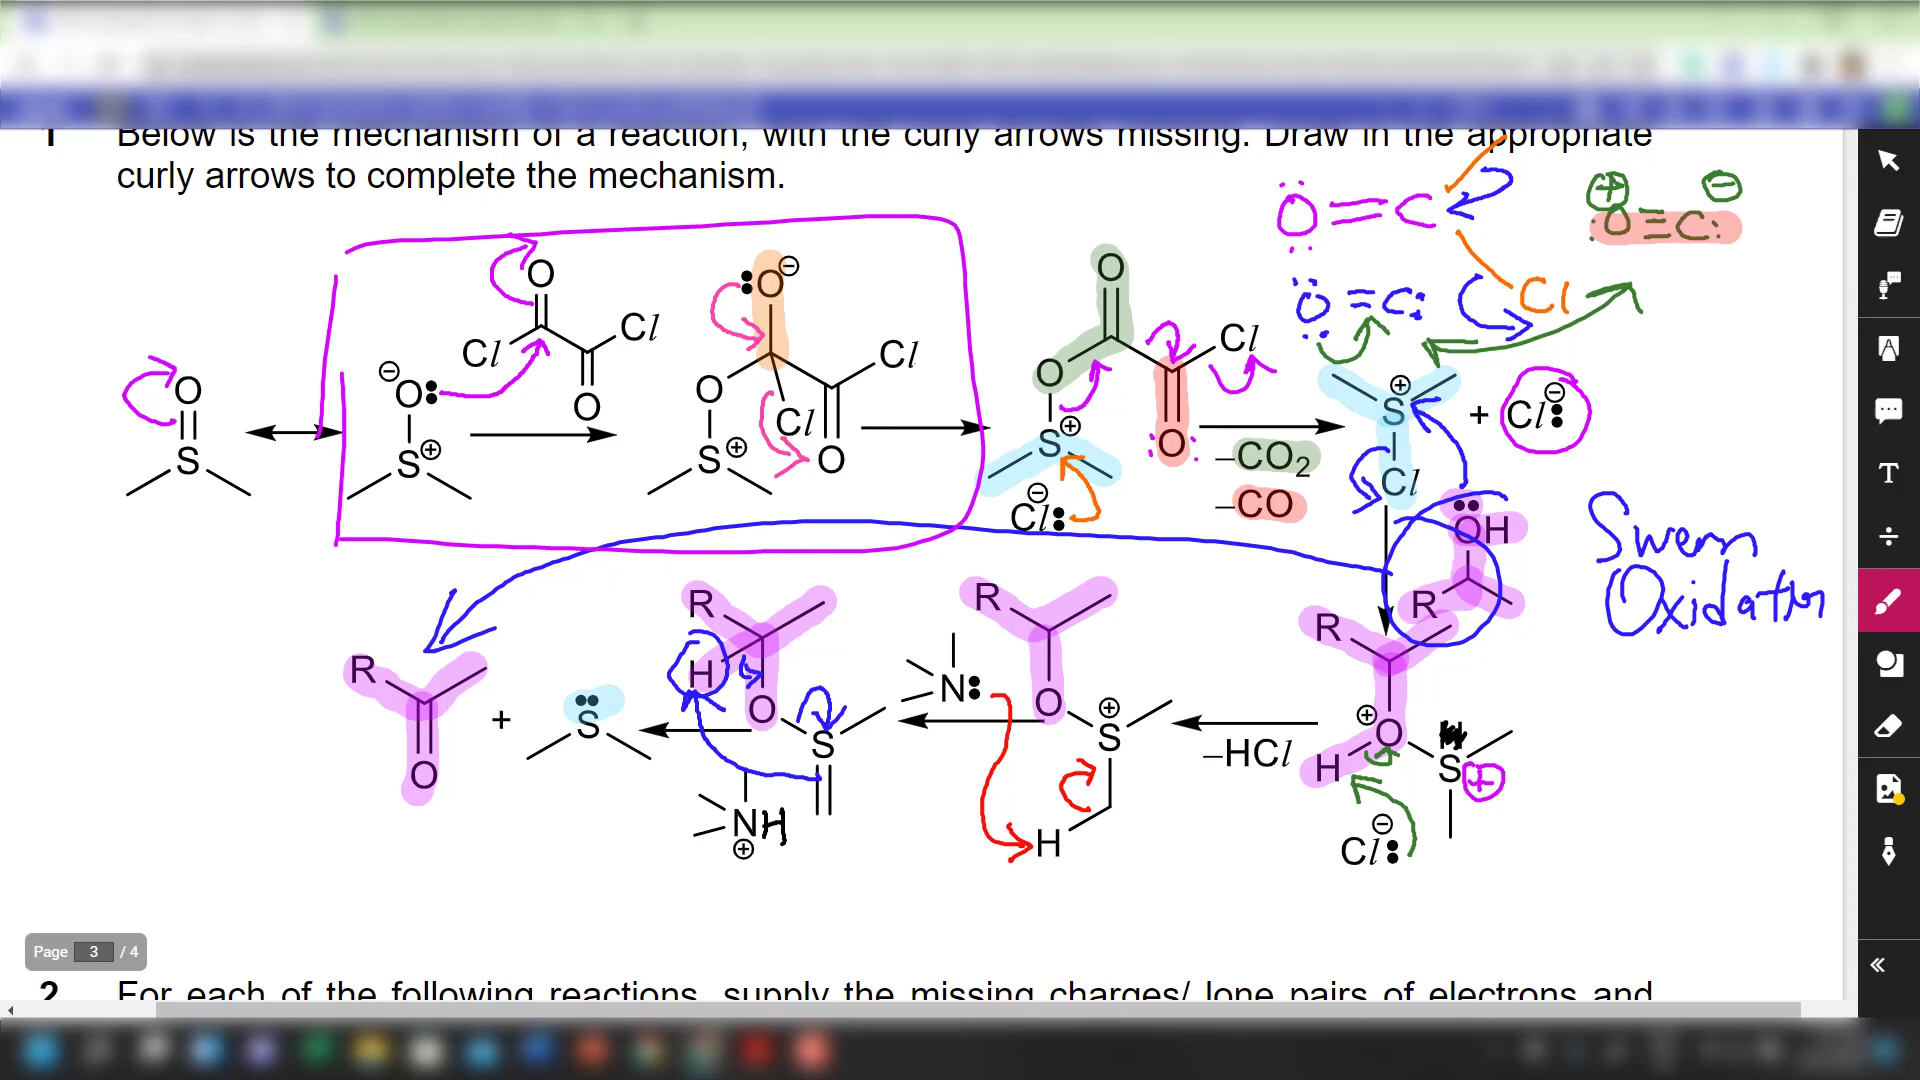 1 Below is the mechanism of a reaction, with the curly arrows missing. Draw in the appropriate
curly arrows to complete the mechanism.
Ö=C
⊕ ⊖
:O≡C:
O
S
⊖
O:
S⊕
O
Cl
Cl
O
:O⊖
O
Cl
Cl
O
S⊕
O
O
Cl
O
S⊕
⊖
Cl:
–CO2
–CO
Ö=C:
Cl
S⊕
Cl
+ Cl:⊖
OH
R
Swern
Oxidation
R
O
+
S
R
H
O
S
NH
⊕
N:
R
O
S⊕
H
–HCl
R
⊕
O
H
S+
⊖
Cl:
Page 3 / 4
2 For each of the following reactions, supply the missing charges/ lone pairs of electrons and